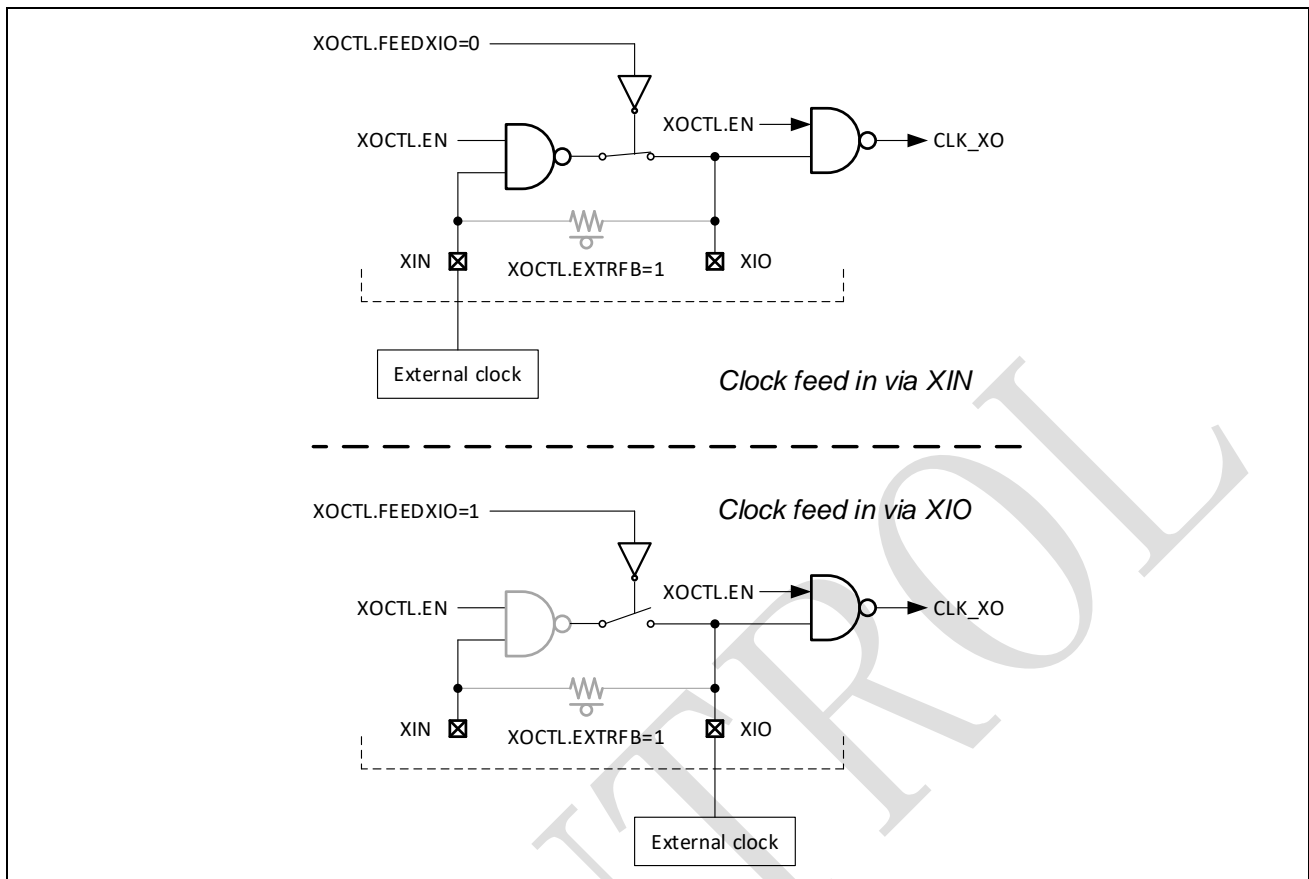 XOCTL.FEEDXIO=0
XOCTL.EN
XOCTL.EN
CLK_XO
XIN
XOCTL.EXTRFB=1
XIO
External clock
Clock feed in via XIN
XOCTL.FEEDXIO=1
Clock feed in via XIO
XOCTL.EN
XOCTL.EN
CLK_XO
XIN
XOCTL.EXTRFB=1
XIO
External clock
NTROL